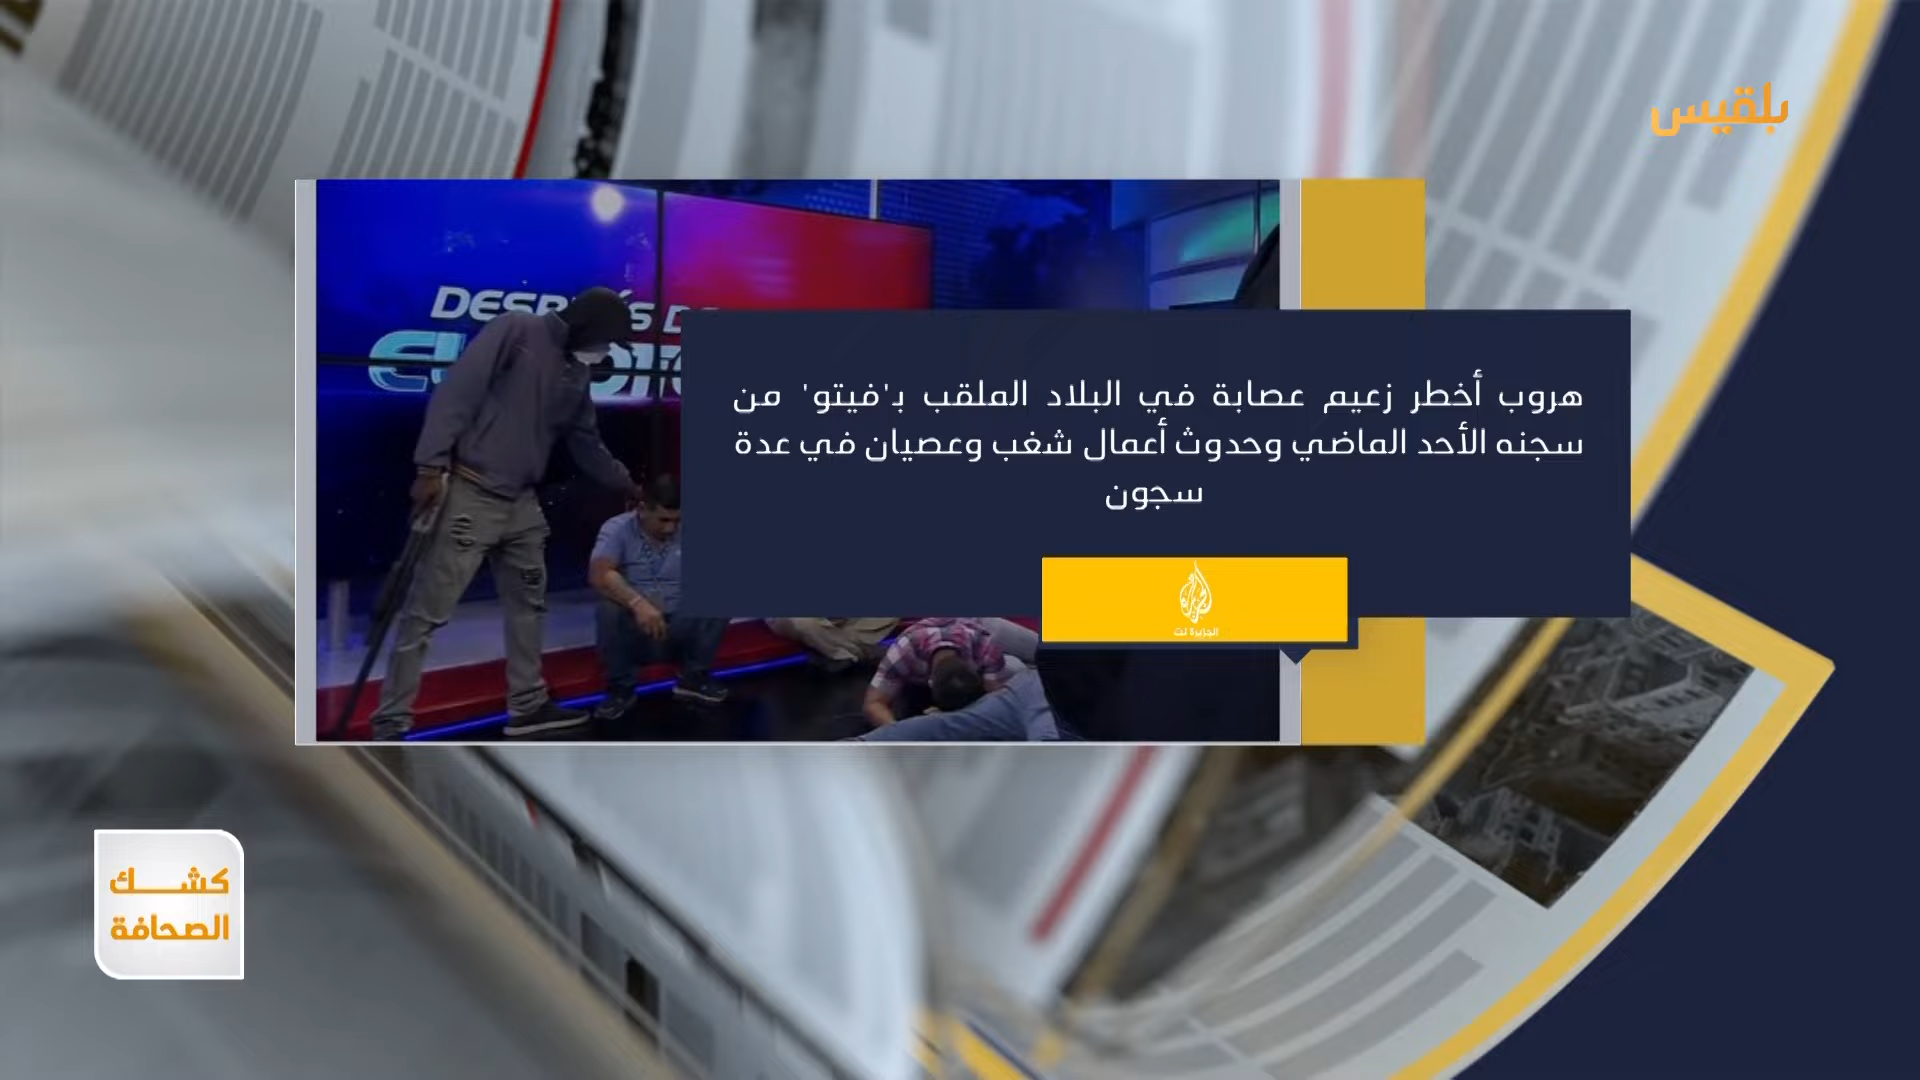 بلقيس
هروب أخطر زعيم عصابة في البلاد الملقب بـ'فيتو' من
سجنه الأحد الماضي وحدوث أعمال شغب وعصيان في عدة
سجون
الجزيرة نت
كشك
الصحافة